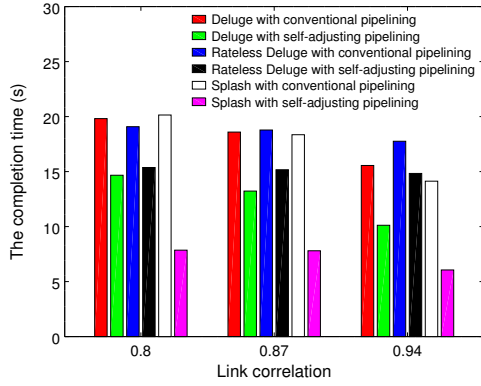 Deluge with conventional pipelining
Deluge with self-adjusting pipelining
Rateless Deluge with conventional pipelining
Rateless Deluge with self-adjusting pipelining
Splash with conventional pipelining
Splash with self-adjusting pipelining
The completion time (s)
30
25
20
15
10
5
0
0.8 0.87 0.94
Link correlation